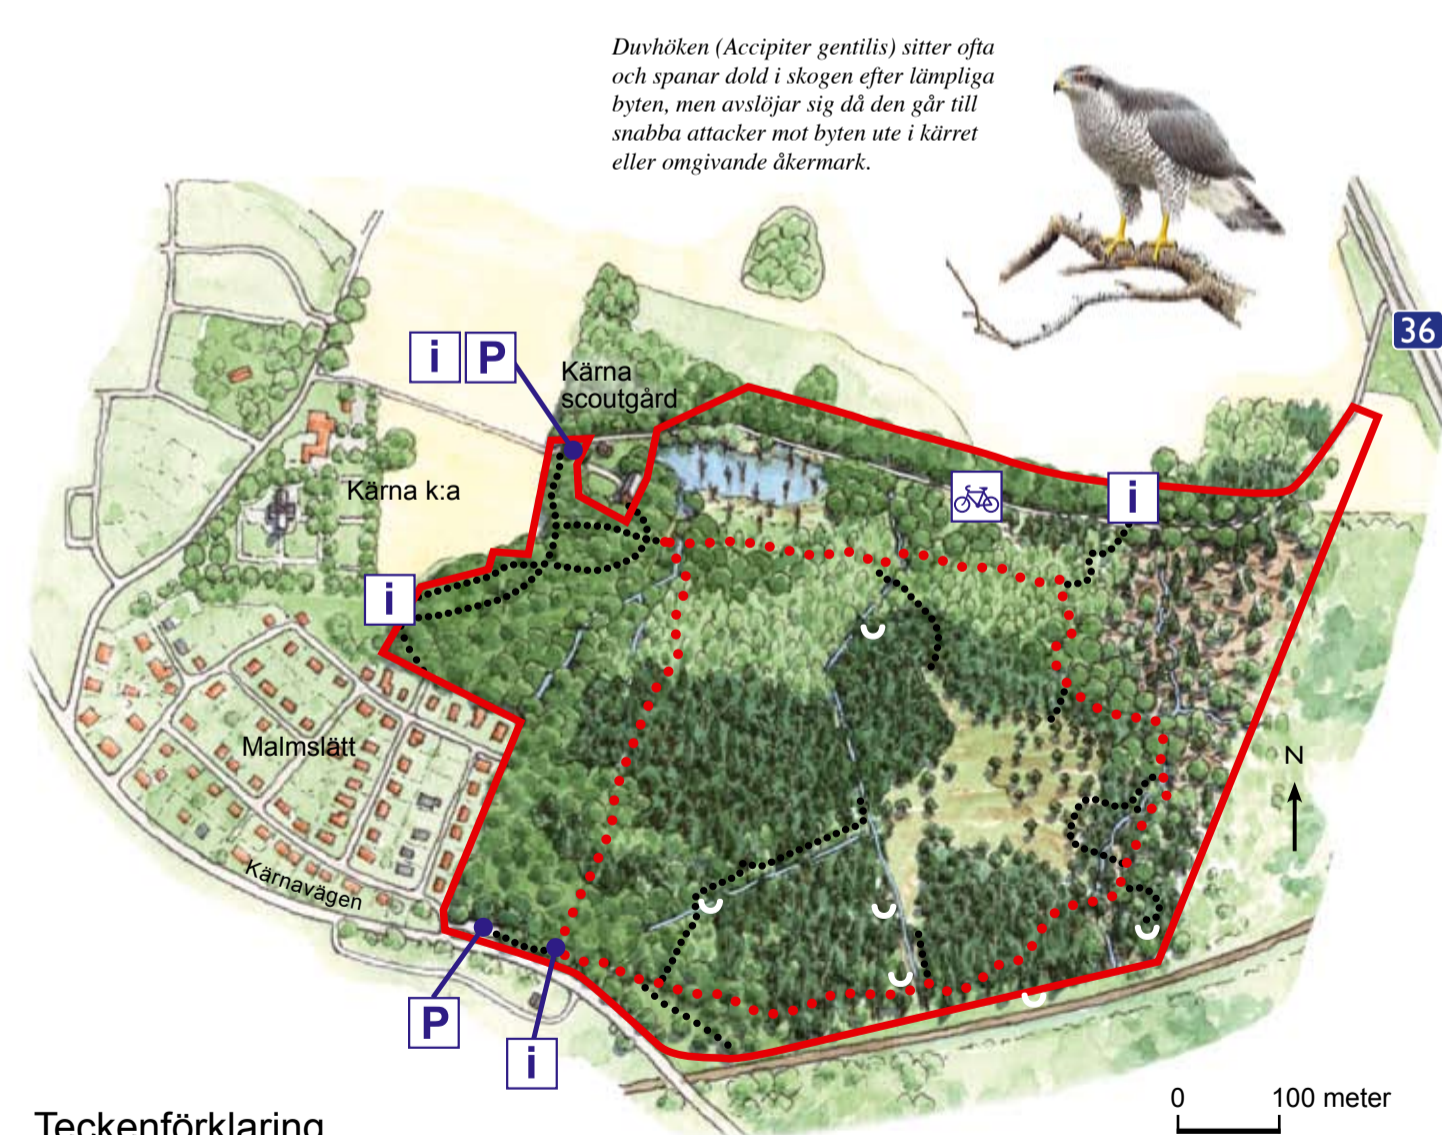 Duvhöken (Accipiter gentilis) sitter ofta
och spanar dold i skogen efter lämpliga
byten, men avslöjar sig då den går till
snabba attacker mot byten ute i kärret
eller omgivande åkermark.
36
i P
Kärna
scoutgård
Kärna k:a
i
i
Malmslätt
N
Kärnavägen
P
i
0 100 meter
Teckenförklaring